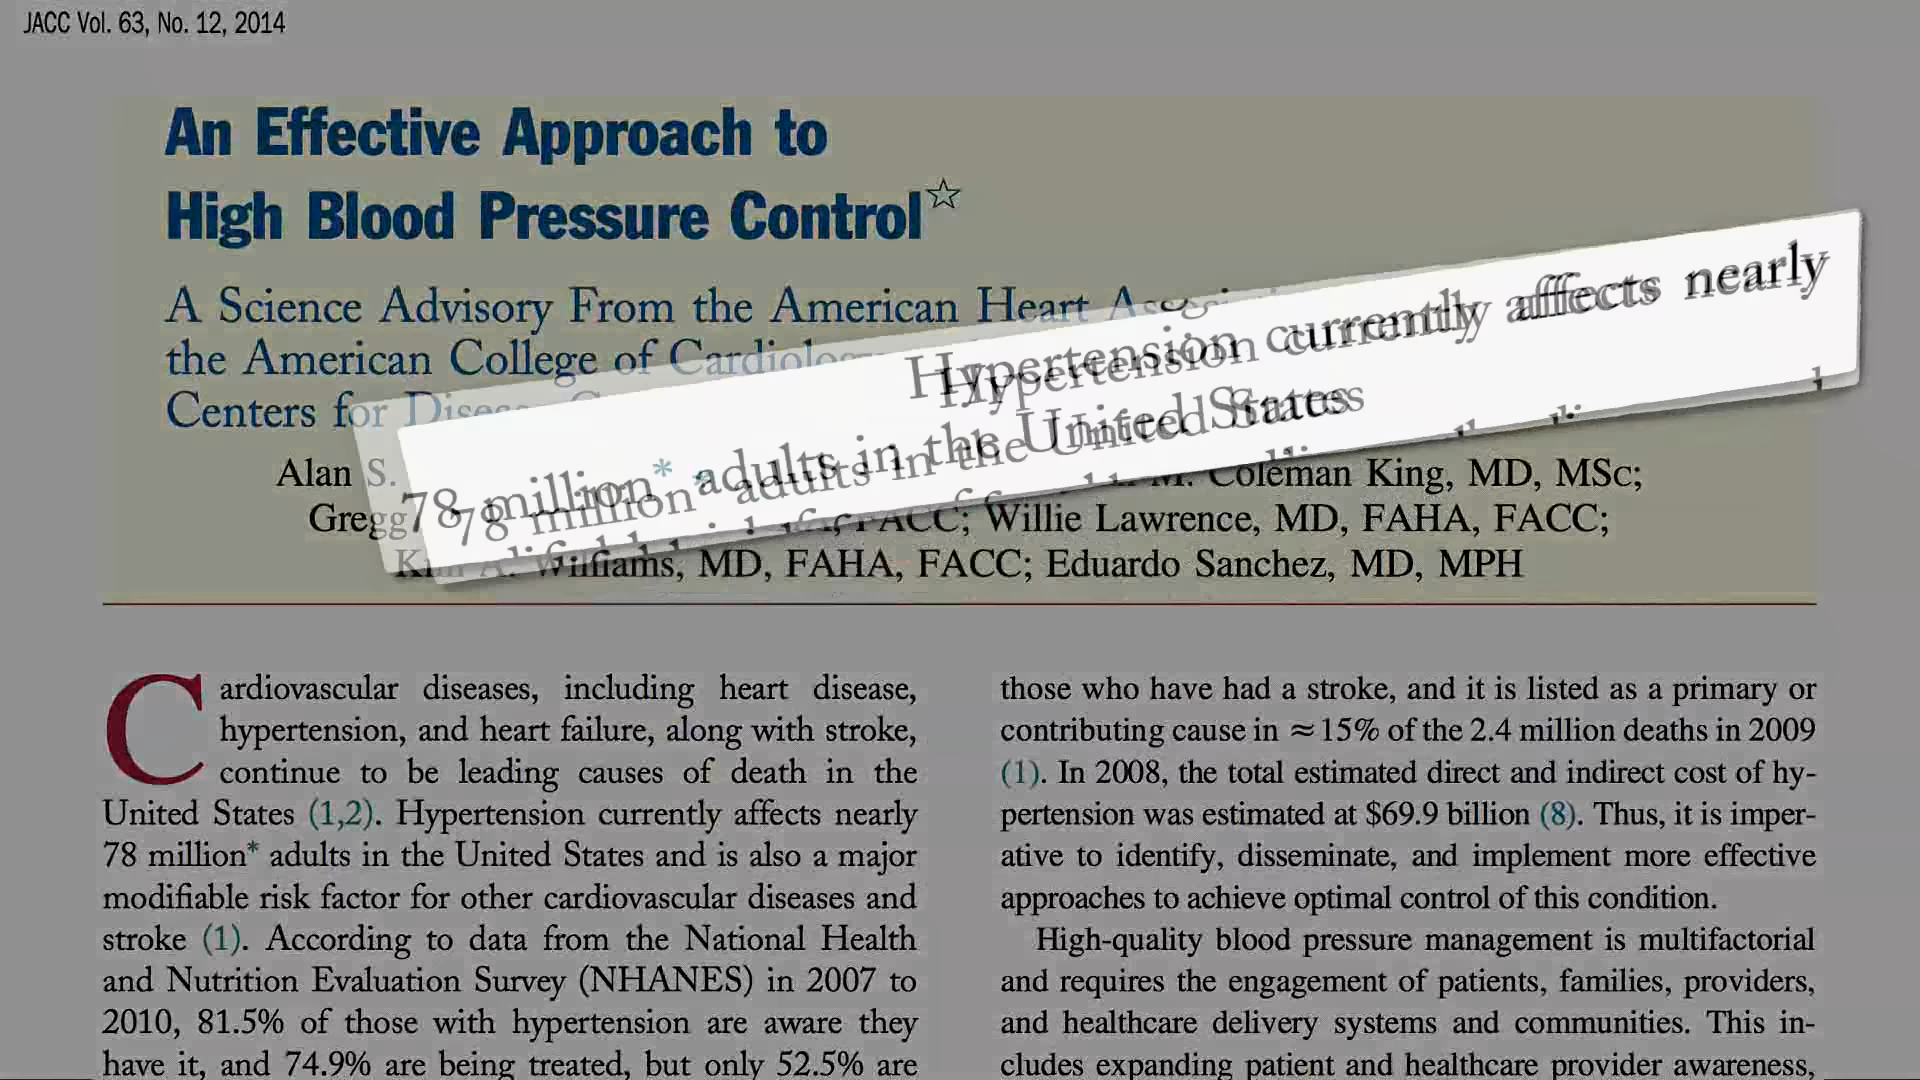 JACC Vol. 63, No. 12, 2014
An Effective Approach to
High Blood Pressure Control☆
A Science Advisory From the American Heart
the American College of Cardiology
Centers for Disease
Alan S. Coleman King, MD, MSc;
Gregg FACC; Willie Lawrence, MD, FAHA, FACC;
A. Williams, MD, FAHA, FACC; Eduardo Sanchez, MD, MPH
Hypertension currently affects nearly
78 million* adults in the United States
Cardiovascular diseases, including heart disease,
hypertension, and heart failure, along with stroke,
continue to be leading causes of death in the
United States (1,2). Hypertension currently affects nearly
78 million* adults in the United States and is also a major
modifiable risk factor for other cardiovascular diseases and
stroke (1). According to data from the National Health
and Nutrition Evaluation Survey (NHANES) in 2007 to
2010, 81.5% of those with hypertension are aware they
have it, and 74.9% are being treated, but only 52.5% are
those who have had a stroke, and it is listed as a primary or
contributing cause in ≈15% of the 2.4 million deaths in 2009
(1). In 2008, the total estimated direct and indirect cost of hy-
pertension was estimated at $69.9 billion (8). Thus, it is imper-
ative to identify, disseminate, and implement more effective
approaches to achieve optimal control of this condition.
High-quality blood pressure management is multifactorial
and requires the engagement of patients, families, providers,
and healthcare delivery systems and communities. This in-
cludes expanding patient and healthcare provider awareness,